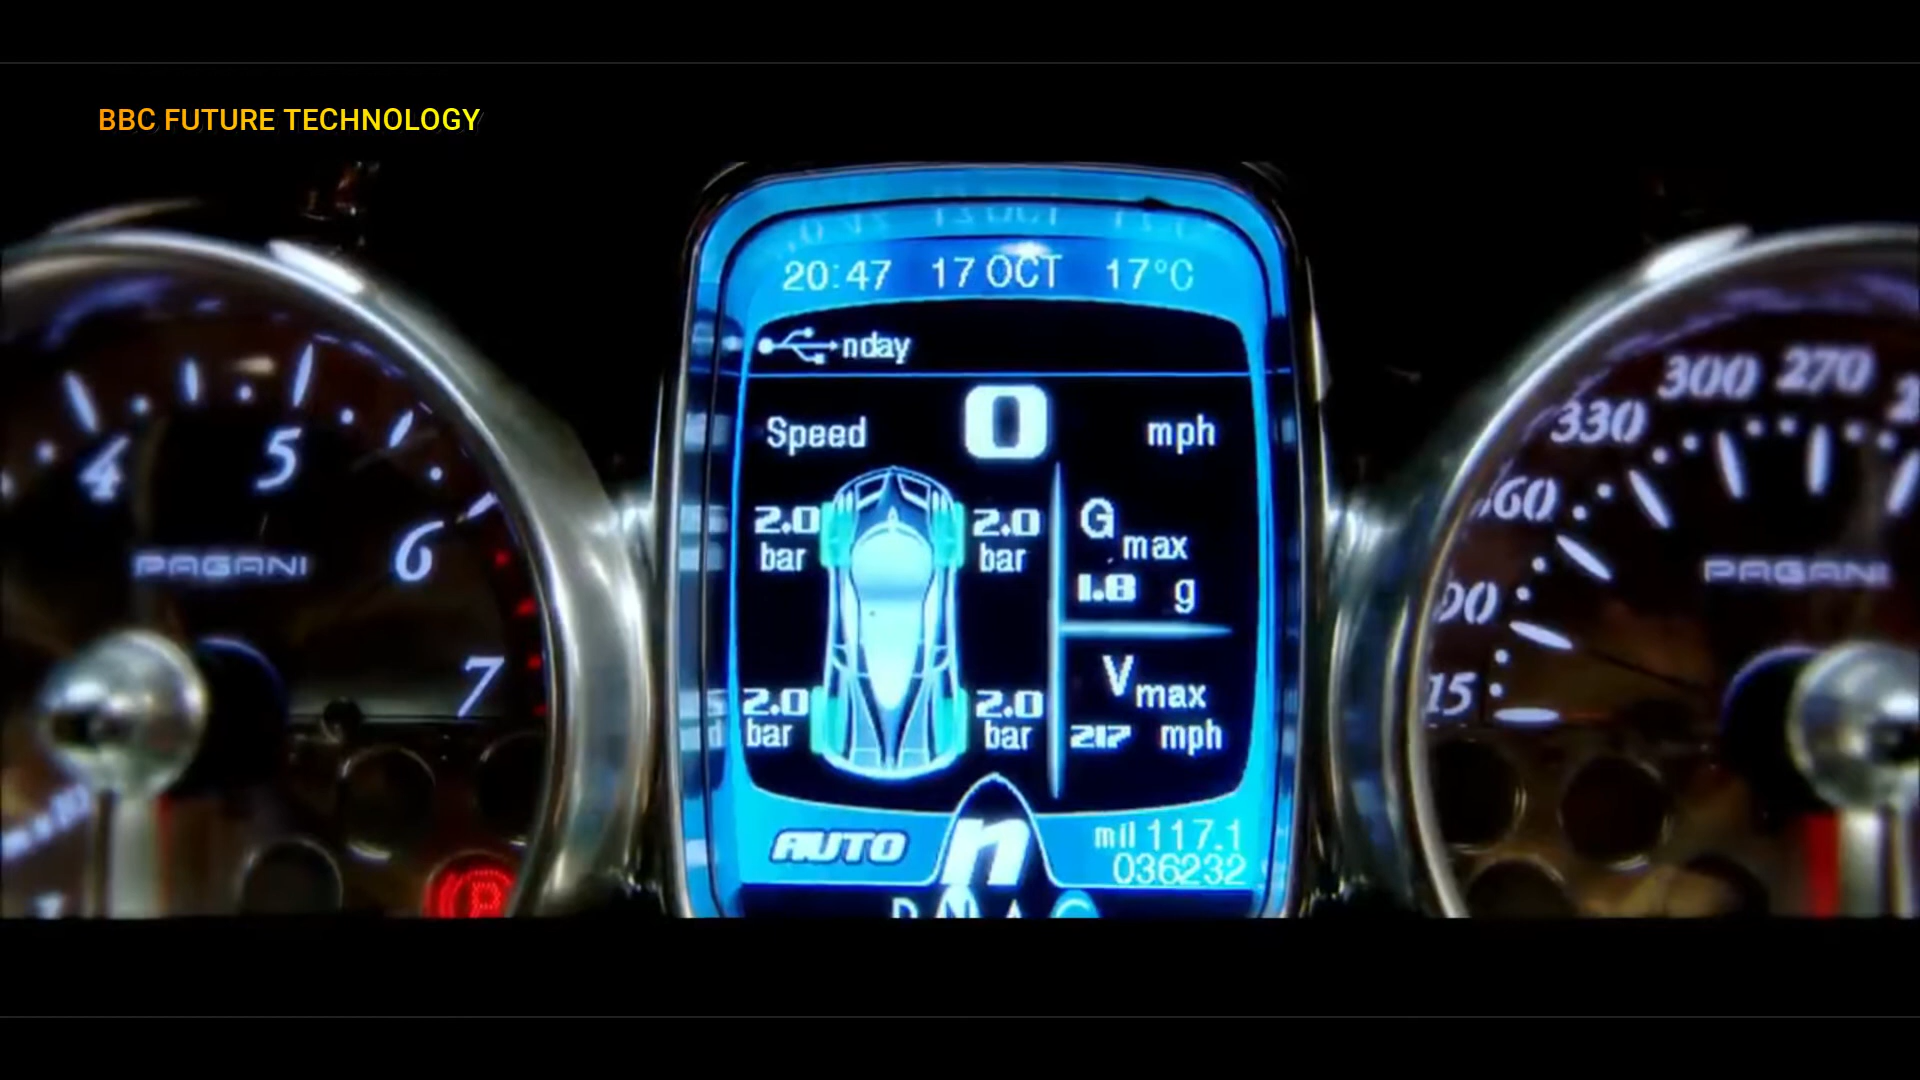 BBC FUTURE TECHNOLOGY
20:47 17 OCT 17°C
nday
Speed 0 mph
2.0 bar
2.0 bar
G max
1.8 g
2.0 bar
2.0 bar
V max
217 mph
AUTO n mil 117.1
036232
4 5 6 7
PAGANI
P
300 270
330
PAGANI